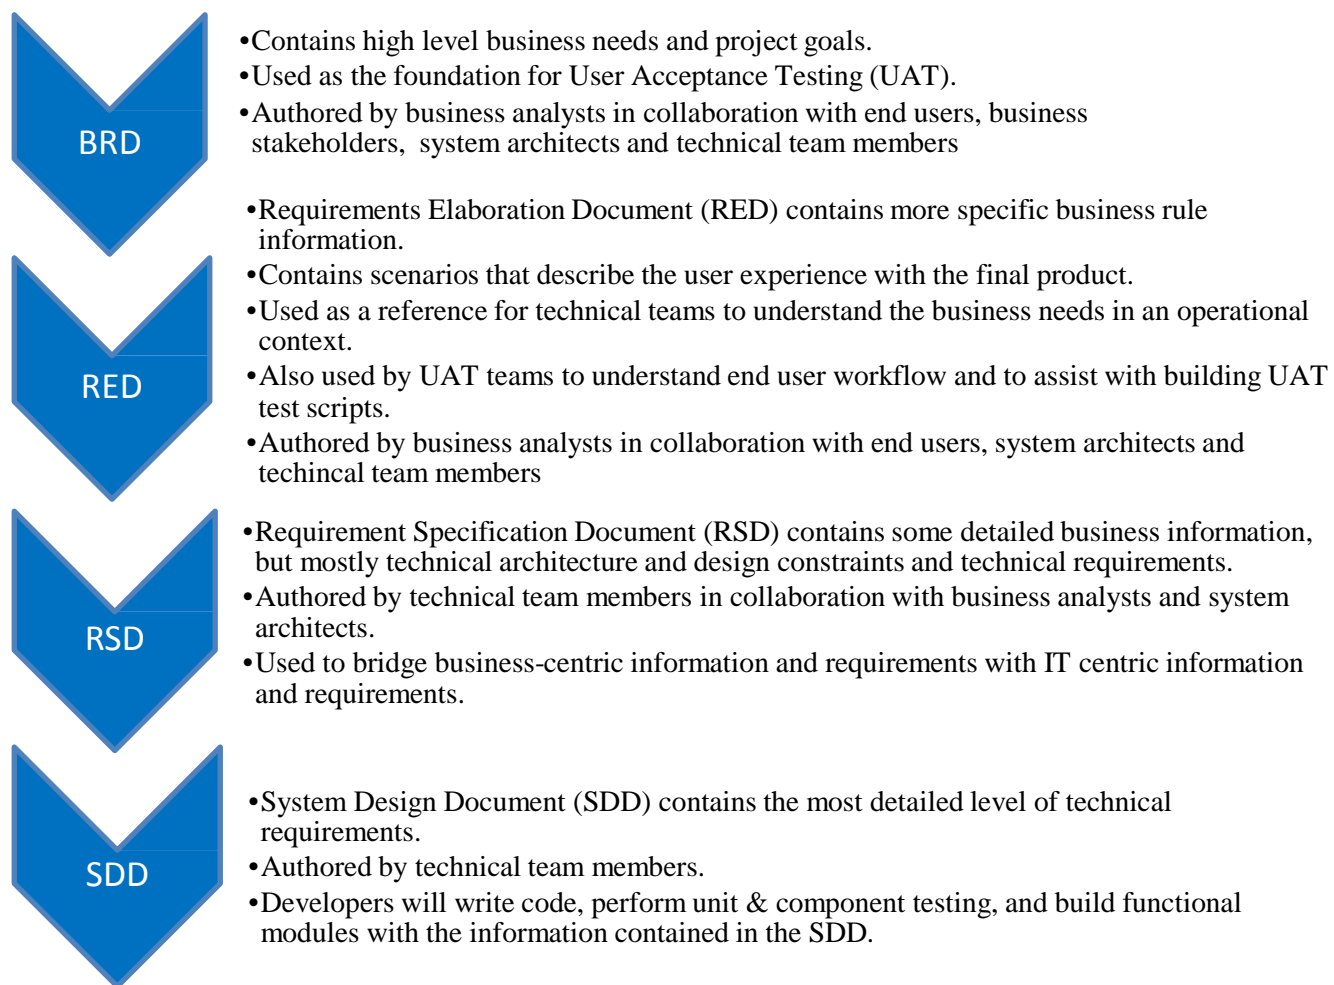 BRD
•Contains high level business needs and project goals.
•Used as the foundation for User Acceptance Testing (UAT).
•Authored by business analysts in collaboration with end users, business
stakeholders,  system architects and technical team members
RED
•Requirements Elaboration Document (RED) contains more specific business rule
information.
•Contains scenarios that describe the user experience with the final product.
•Used as a reference for technical teams to understand the business needs in an operational
context.
•Also used by UAT teams to understand end user workflow and to assist with building UAT
test scripts.
•Authored by business analysts in collaboration with end users, system architects and
techincal team members
RSD
•Requirement Specification Document (RSD) contains some detailed business information,
but mostly technical architecture and design constraints and technical requirements.
•Authored by technical team members in collaboration with business analysts and system
architects.
•Used to bridge business-centric information and requirements with IT centric information
and requirements.
SDD
•System Design Document (SDD) contains the most detailed level of technical
requirements.
•Authored by technical team members.
•Developers will write code, perform unit & component testing, and build functional
modules with the information contained in the SDD.